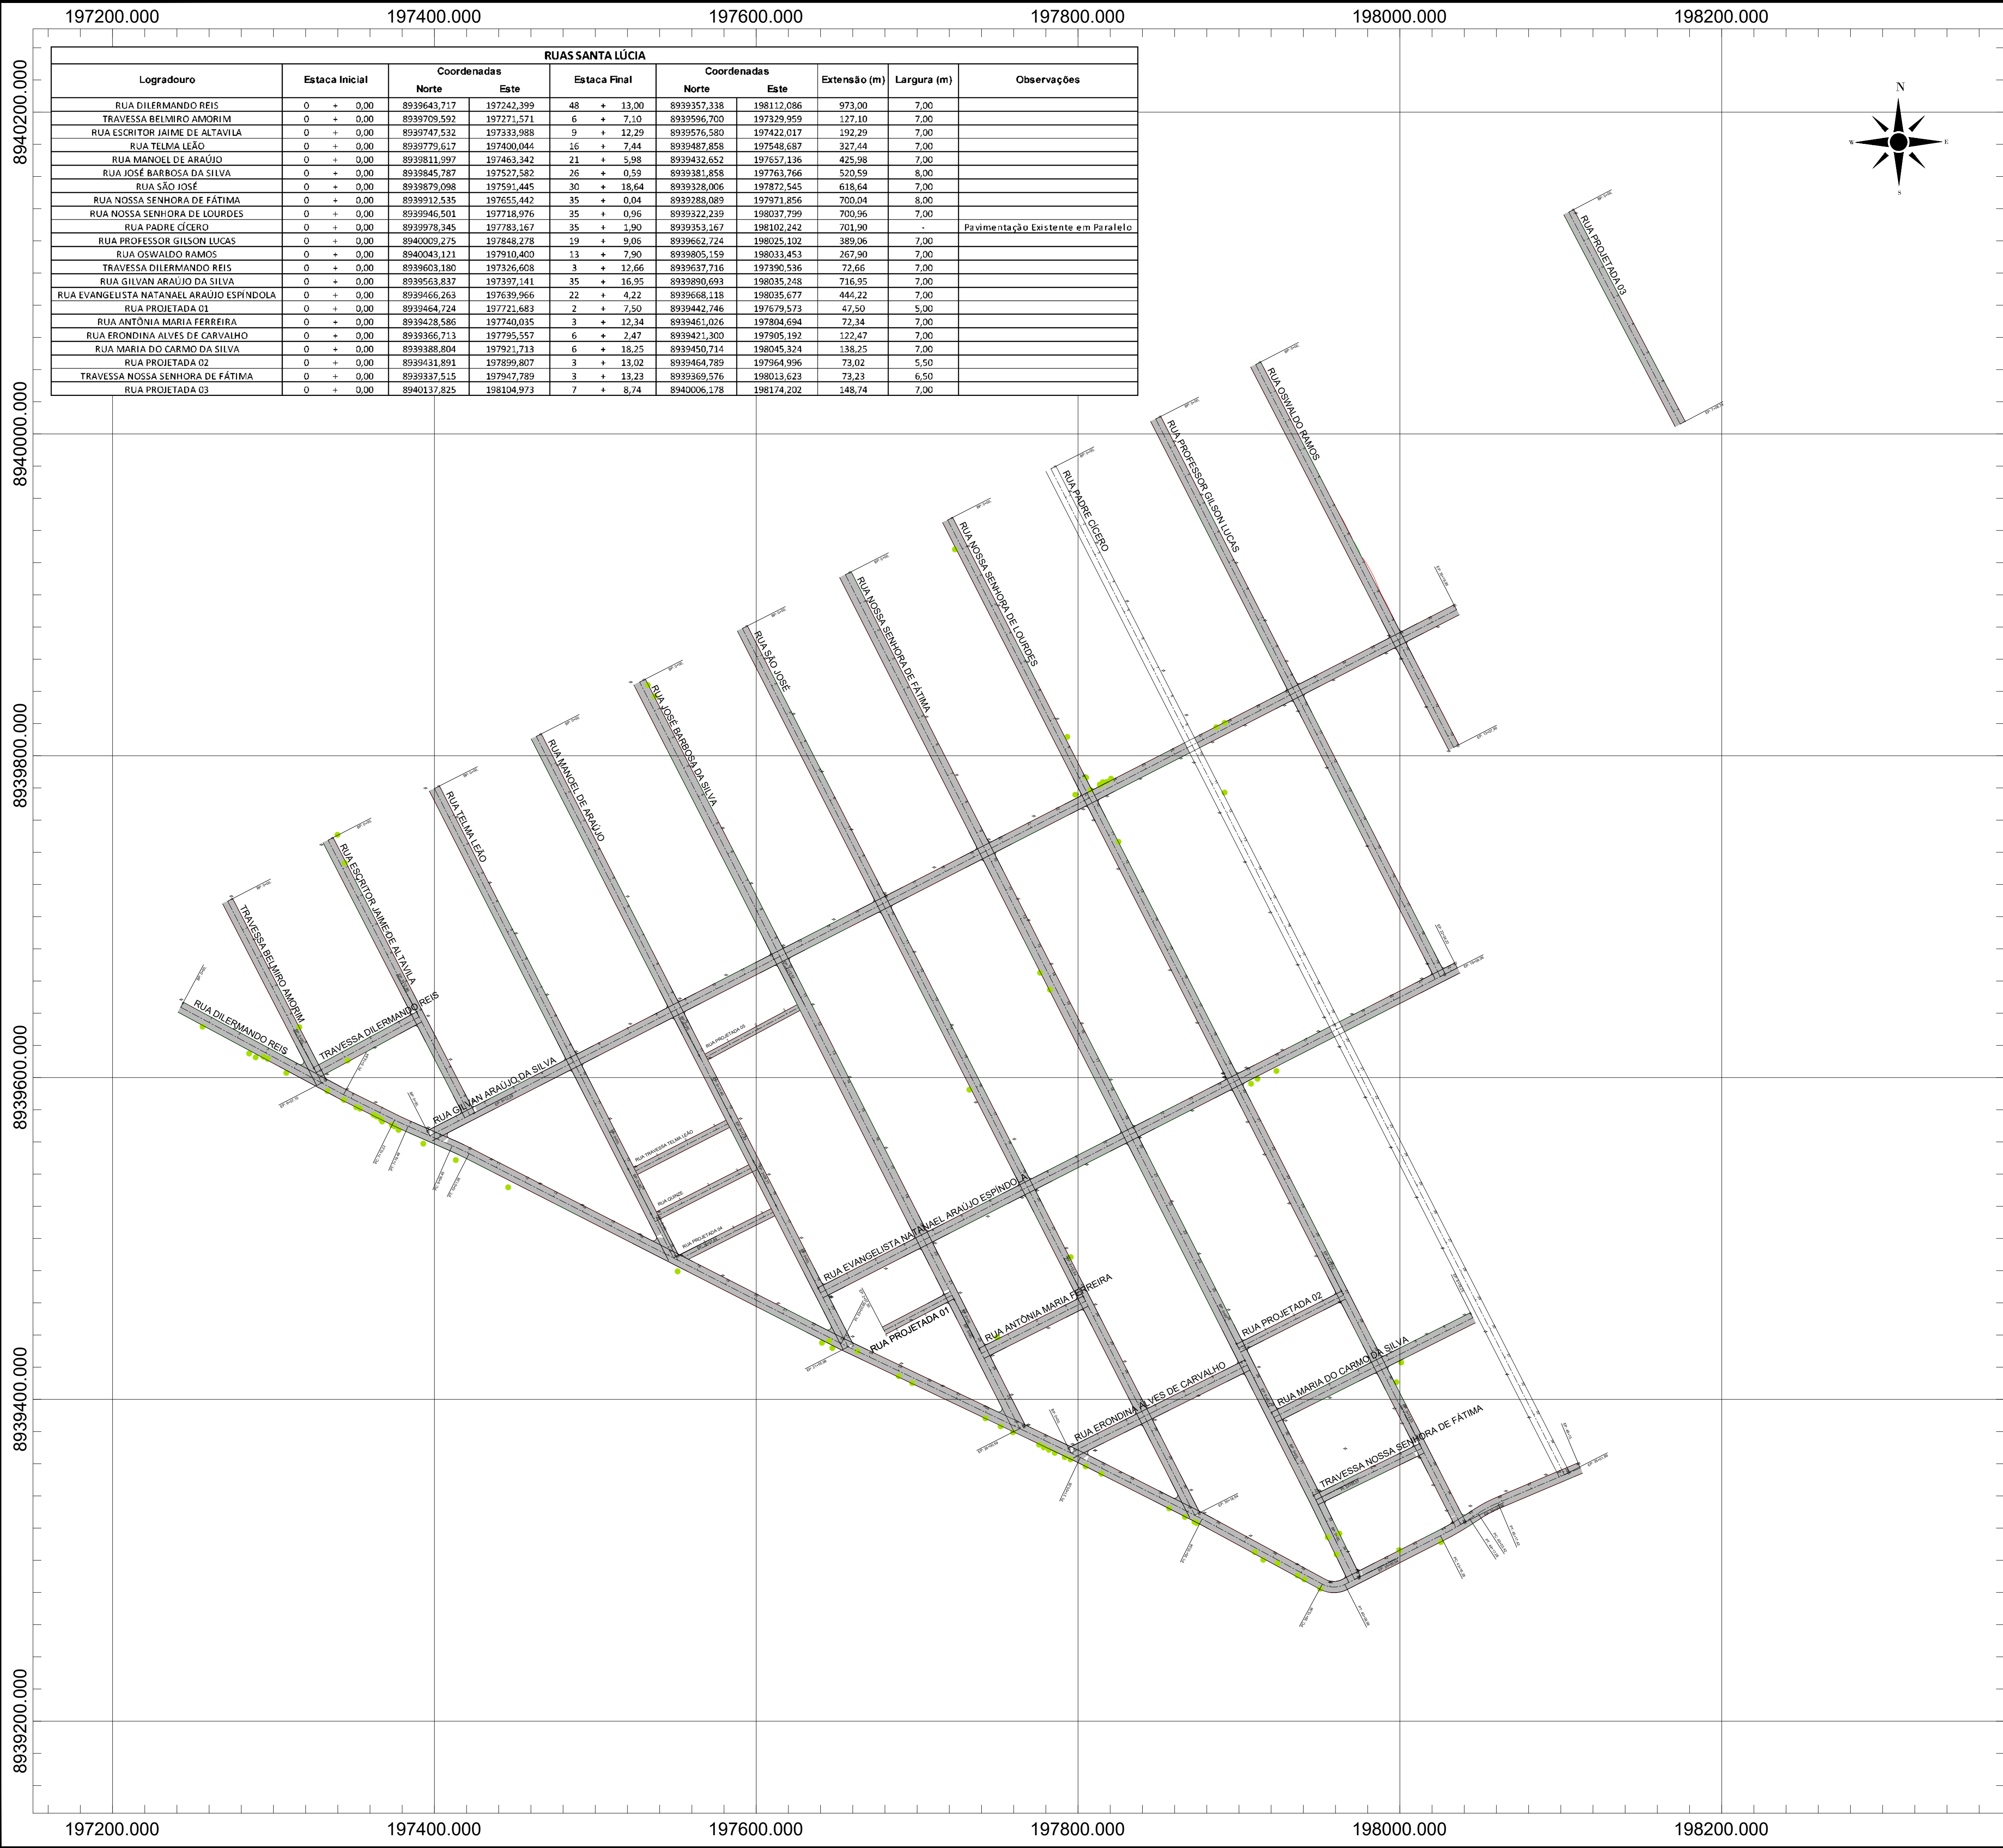 197200.000 197400.000 197600.000 197800.000 198000.000 198200.000
RUAS SANTA LÚCIA
Logradouro Estaca Inicial Coordenadas Estaca Final Coordenadas Extensão (m) Largura (m) Observações
Norte Este Norte Este
RUA DILERMANDO REIS 0 + 0,00 8939643,717 197242,399 48 + 13,00 8939357,338 198112,086 973,00 7,00
TRAVESSA BELMIRO AMORIM 0 + 0,00 8939709,592 197271,571 6 + 7,10 8939596,700 197329,959 127,10 7,00
RUA ESCRITOR JAIME DE ALTAVILA 0 + 0,00 8939747,532 197333,988 9 + 12,29 8939576,580 197422,017 192,29 7,00
RUA TELMA LEÃO 0 + 0,00 8939779,617 197400,044 16 + 7,44 8939487,858 197548,687 327,44 7,00
RUA MANOEL DE ARAÚJO 0 + 0,00 8939811,997 197463,342 21 + 5,98 8939432,652 197657,136 425,98 7,00
RUA JOSÉ BARBOSA DA SILVA 0 + 0,00 8939845,787 197527,582 26 + 0,59 8939381,858 197763,766 520,59 8,00
RUA SÃO JOSÉ 0 + 0,00 8939879,098 197591,445 30 + 18,64 8939328,006 197872,545 618,64 7,00
RUA NOSSA SENHORA DE FÁTIMA 0 + 0,00 8939912,535 197655,442 35 + 0,04 8939288,089 197971,856 700,04 8,00
RUA NOSSA SENHORA DE LOURDES 0 + 0,00 8939946,501 197718,976 35 + 0,96 8939322,239 198037,799 700,96 7,00
RUA PADRE CÍCERO 0 + 0,00 8939978,345 197783,167 35 + 1,90 8939353,167 198102,242 701,90 - Pavimentação Existente em Paralelo
RUA PROFESSOR GILSON LUCAS 0 + 0,00 8940009,275 197848,278 19 + 9,06 8939662,724 198025,102 389,06 7,00
RUA OSWALDO RAMOS 0 + 0,00 8940043,121 197910,400 13 + 7,90 8939805,159 198033,453 267,90 7,00
TRAVESSA DILERMANDO REIS 0 + 0,00 8939603,180 197326,608 3 + 12,66 8939637,716 197390,536 72,66 7,00
RUA GILVAN ARAÚJO DA SILVA 0 + 0,00 8939563,837 197397,141 35 + 16,95 8939890,693 198035,248 716,95 7,00
RUA EVANGELISTA NATANAEL ARAÚJO ESPÍNDOLA 0 + 0,00 8939466,263 197639,966 22 + 4,22 8939668,118 198035,677 444,22 7,00
RUA PROJETADA 01 0 + 0,00 8939464,724 197721,683 2 + 7,50 8939442,746 197679,573 47,50 5,00
RUA ANTÔNIA MARIA FERREIRA 0 + 0,00 8939428,586 197740,035 3 + 12,34 8939461,026 197804,694 72,34 7,00
RUA ERONDINA ALVES DE CARVALHO 0 + 0,00 8939366,713 197795,557 6 + 2,47 8939421,300 197905,192 122,47 7,00
RUA MARIA DO CARMO DA SILVA 0 + 0,00 8939388,804 197921,713 6 + 18,25 8939450,714 198045,324 138,25 7,00
RUA PROJETADA 02 0 + 0,00 8939431,891 197899,807 3 + 13,02 8939464,789 197964,996 73,02 5,50
TRAVESSA NOSSA SENHORA DE FÁTIMA 0 + 0,00 8939337,515 197947,789 3 + 13,23 8939369,576 198013,623 73,23 6,50
RUA PROJETADA 03 0 + 0,00 8940137,825 198104,973 7 + 8,74 8940006,178 198174,202 148,74 7,00
N
W
E
S
8940200.000
8940000.000
8939800.000
8939600.000
8939400.000
8939200.000
RUA PROJETADA 03
RUA OSWALDO RAMOS
RUA PROFESSOR GILSON LUCAS
RUA PADRE CÍCERO
RUA NOSSA SENHORA DE LOURDES
RUA NOSSA SENHORA DE FÁTIMA
RUA SÃO JOSÉ
RUA JOSÉ BARBOSA DA SILVA
RUA MANOEL DE ARAÚJO
RUA TELMA LEÃO
RUA ESCRITOR JAIME DE ALTAVILA
TRAVESSA BELMIRO AMORIM
RUA DILERMANDO REIS
TRAVESSA DILERMANDO REIS
RUA GILVAN ARAÚJO DA SILVA
RUA PROJETADA 05
RUA TRAVESSA TELMA LEÃO
RUA QUINZE
RUA PROJETADA 04
RUA EVANGELISTA NATANAEL ARAÚJO ESPÍNDOLA
RUA PROJETADA 01
RUA ANTÔNIA MARIA FERREIRA
RUA PROJETADA 02
RUA ERONDINA ALVES DE CARVALHO
RUA MARIA DO CARMO DA SILVA
TRAVESSA NOSSA SENHORA DE FÁTIMA
197200.000 197400.000 197600.000 197800.000 198000.000 198200.000